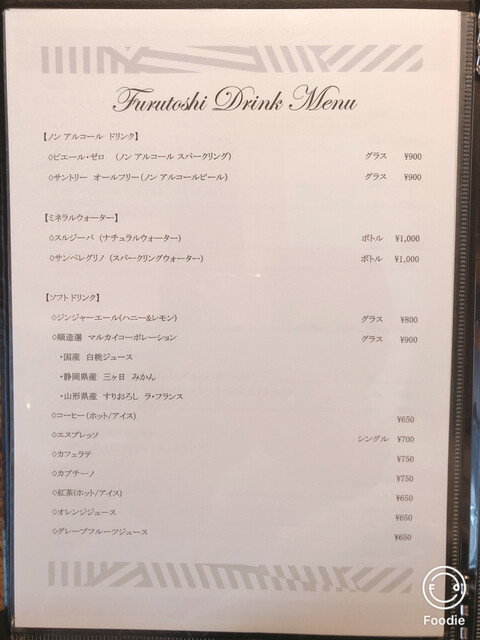 Furutoshi Drink Menu
【ノン アルコール ドリンク】
◇ピエール・ゼロ (ノン アルコール スパークリング) グラス ¥900
◇サントリー オールフリー(ノン アルコールビール) グラス ¥900
【ミネラルウォーター】
◇スルジーバ (ナチュラルウォーター) ボトル ¥1,000
◇サンペレグリノ (スパークリングウォーター) ボトル ¥1,000
【ソフトドリンク】
◇ジンジャーエール(ハニー&レモン) グラス ¥800
◇順造選 マルカイコーポレーション グラス ¥900
・国産 白桃ジュース
・静岡県産 三ヶ日 みかん
・山形県産 すりおろし ラ・フランス
◇コーヒー(ホット/アイス) ¥650
◇エスプレッソ シングル ¥700
◇カフェラテ ¥750
◇カプチーノ ¥750
◇紅茶(ホット/アイス) ¥650
◇オレンジジュース ¥650
◇グレープフルーツジュース ¥650
Foodie